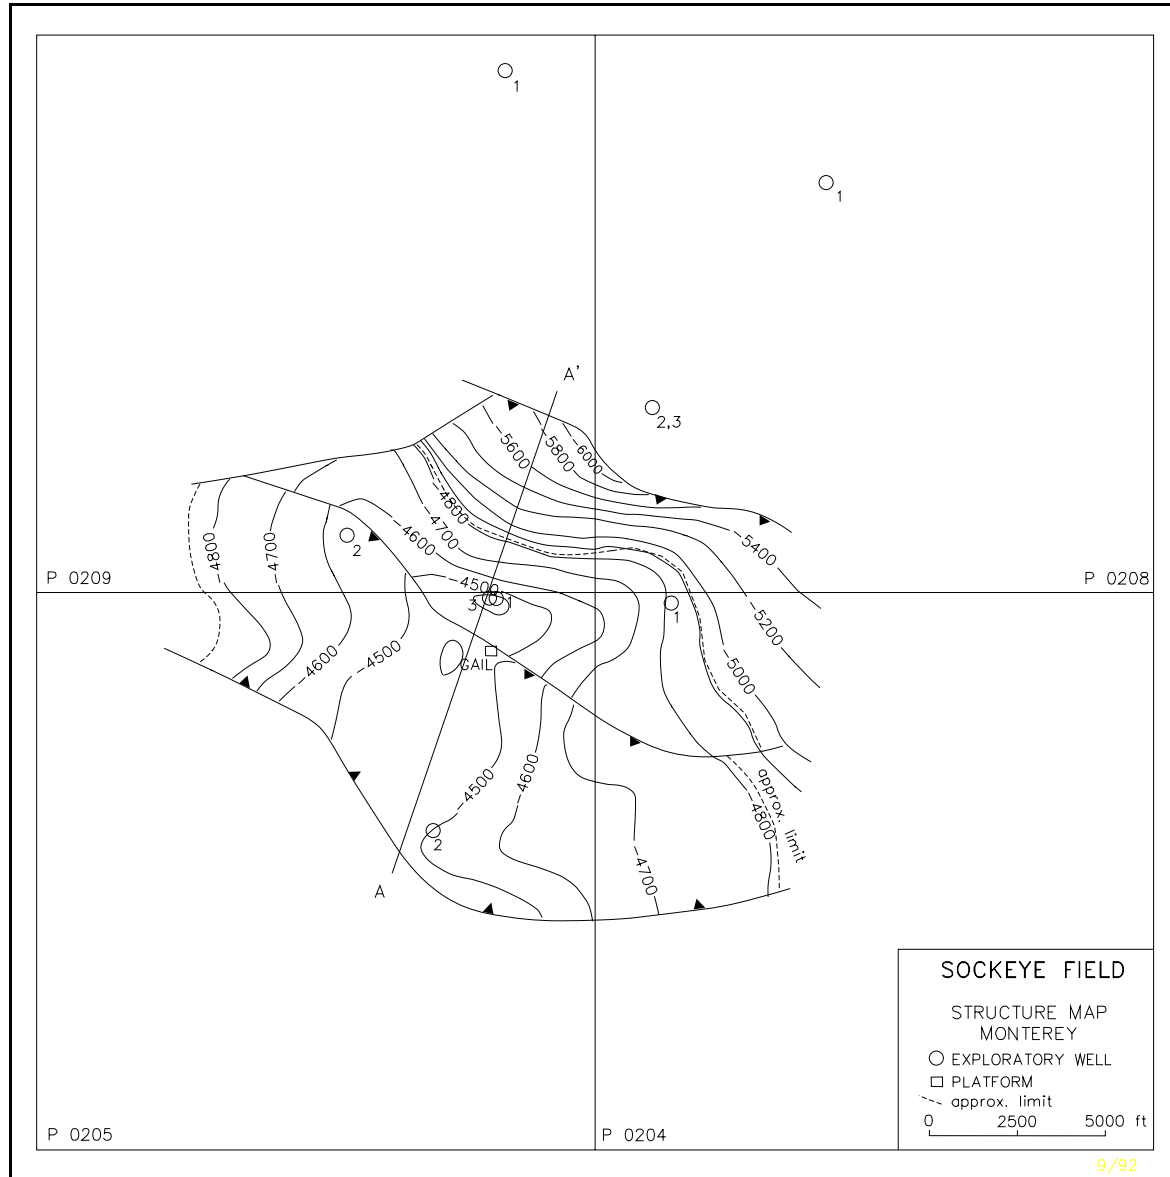 1
1
A'
2,3
-5600
-5800
-6000
-4800
-4700
-4600
-5400
-4800
-4700
2
P 0209
P 0208
-4500
3
1
1
-5200
-4600
-4500
GAIL
-5000
-4500
-4600
approx. limit
-4800
2
-4700
A
SOCKEYE FIELD
STRUCTURE MAP
MONTEREY
EXPLORATORY WELL
PLATFORM
approx. limit
0 2500 5000 ft
P 0205
P 0204
9/92